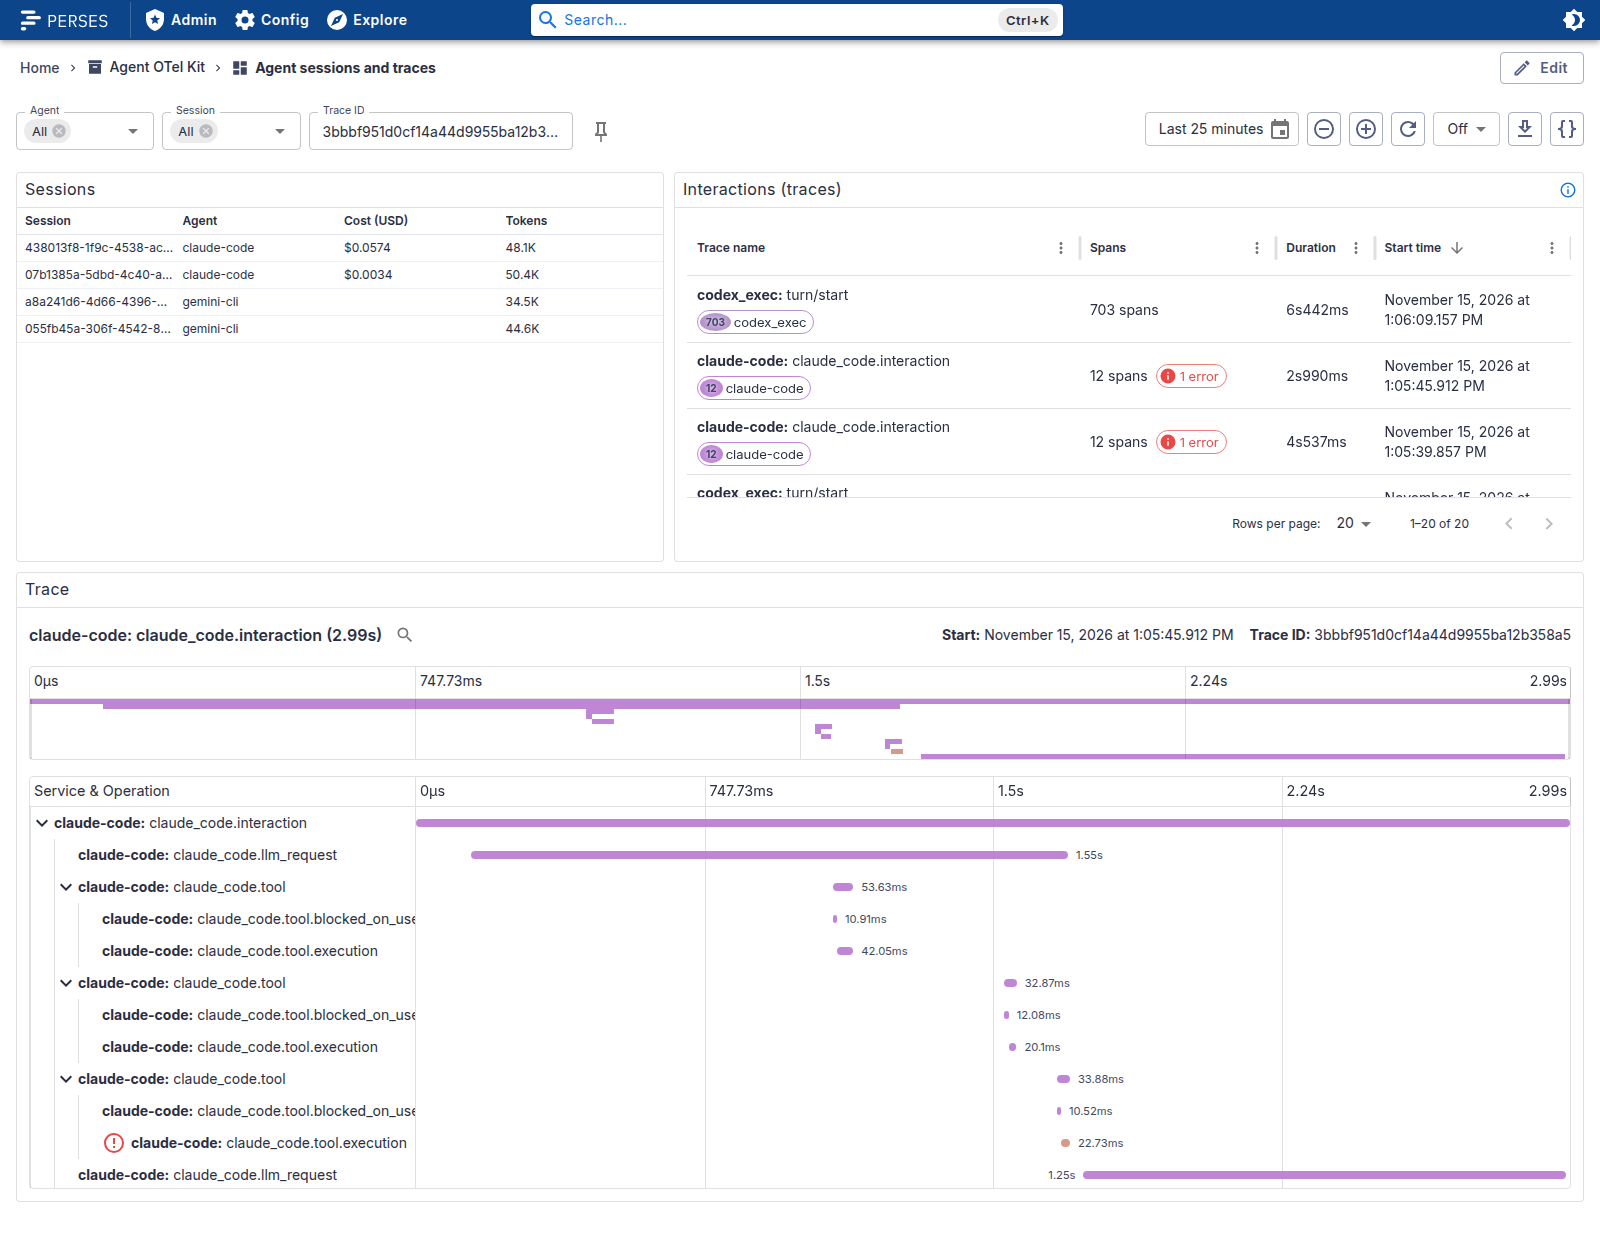 PERSES
Admin
Config
Explore
Search...
Ctrl+K
Home › Agent OTel Kit › Agent sessions and traces
Edit
Agent
All
Session
All
Trace ID
3bbbf951d0cf14a44d9955ba12b3...
Last 25 minutes
Off
Sessions
Session Agent Cost (USD) Tokens
438013f8-1f9c-4538-ac... claude-code $0.0574 48.1K
07b1385a-5dbd-4c40-a... claude-code $0.0034 50.4K
a8a241d6-4d66-4396-... gemini-cli 34.5K
055fb45a-306f-4542-8... gemini-cli 44.6K
Interactions (traces)
Trace name Spans Duration Start time
codex_exec: turn/start
703 codex_exec
703 spans
6s442ms
November 15, 2026 at
1:06:09.157 PM
claude-code: claude_code.interaction
12 claude-code
12 spans
1 error
2s990ms
November 15, 2026 at
1:05:45.912 PM
claude-code: claude_code.interaction
12 claude-code
12 spans
1 error
4s537ms
November 15, 2026 at
1:05:39.857 PM
codex_exec: turn/start
November 15, 2026 at
Rows per page: 20 1–20 of 20
Trace
claude-code: claude_code.interaction (2.99s)
Start: November 15, 2026 at 1:05:45.912 PM Trace ID: 3bbbf951d0cf14a44d9955ba12b358a5
0μs 747.73ms 1.5s 2.24s 2.99s
Service & Operation 0μs 747.73ms 1.5s 2.24s 2.99s
claude-code: claude_code.interaction
claude-code: claude_code.llm_request 1.55s
claude-code: claude_code.tool 53.63ms
claude-code: claude_code.tool.blocked_on_use 10.91ms
claude-code: claude_code.tool.execution 42.05ms
claude-code: claude_code.tool 32.87ms
claude-code: claude_code.tool.blocked_on_use 12.08ms
claude-code: claude_code.tool.execution 20.1ms
claude-code: claude_code.tool 33.88ms
claude-code: claude_code.tool.blocked_on_use 10.52ms
claude-code: claude_code.tool.execution 22.73ms
claude-code: claude_code.llm_request 1.25s